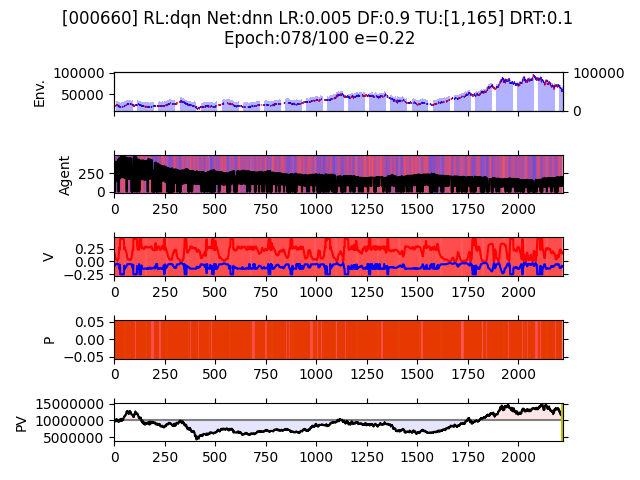 [000660] RL:dqn Net:dnn LR:0.005 DF:0.9 TU:[1,165] DRT:0.1
Epoch:078/100 e=0.22
100000 100000
Env. 50000
0
Agent 250
0
0 250 500 750 1000 1250 1500 1750 2000
0.25
V 0.00
−0.25
0 250 500 750 1000 1250 1500 1750 2000
0.05
P 0.00
−0.05
0 250 500 750 1000 1250 1500 1750 2000
15000000
PV 10000000
5000000
0 250 500 750 1000 1250 1500 1750 2000